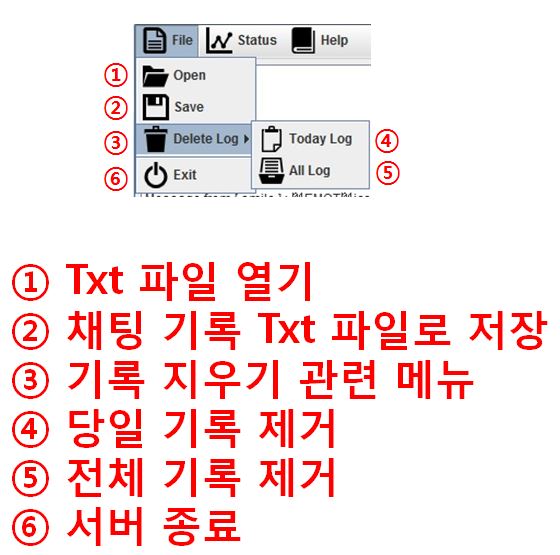 File Status Help
① Open
② Save
③ Delete Log Today Log ④
All Log ⑤
⑥ Exit
① Txt 파일 열기
② 채팅 기록 Txt 파일로 저장
③ 기록 지우기 관련 메뉴
④ 당일 기록 제거
⑤ 전체 기록 제거
⑥ 서버 종료